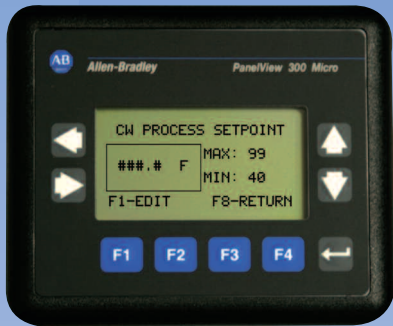 AB
Allen-Bradley
PanelView 300 Micro
CW PROCESS SETPOINT
###.# F
MAX: 99
MIN: 40
F1-EDIT
F8-RETURN
F1
F2
F3
F4